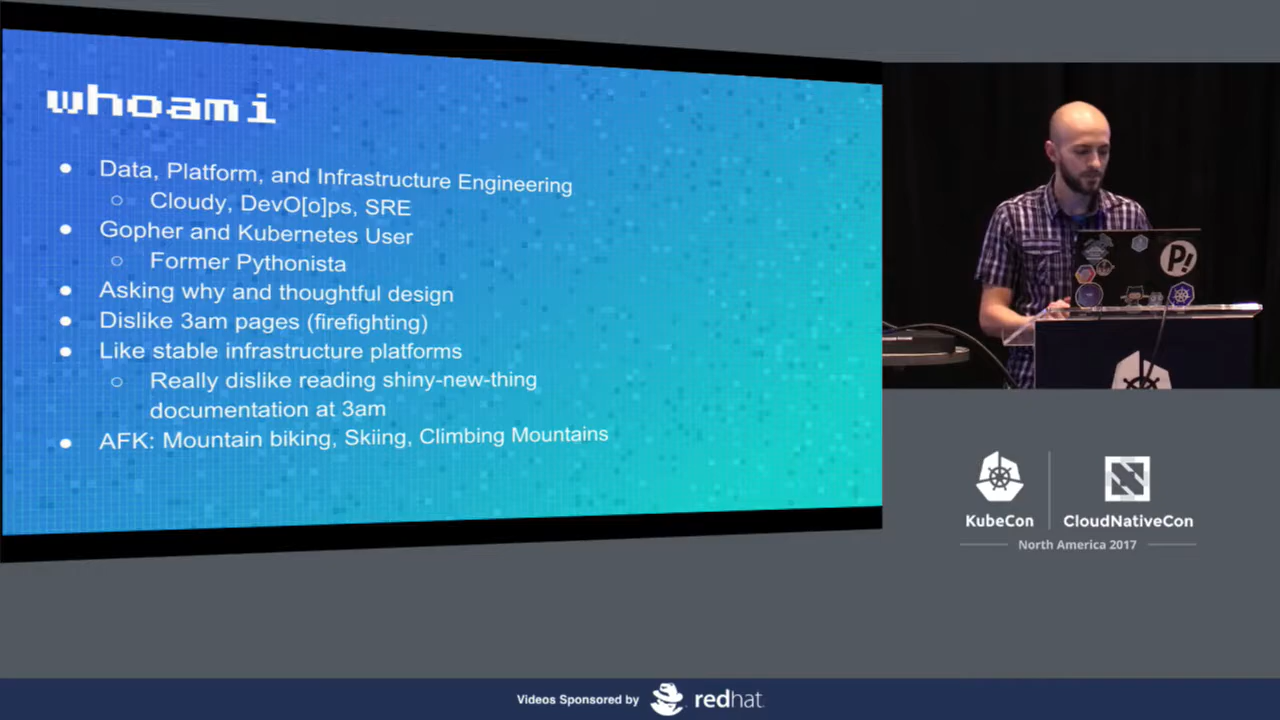 whoami
● Data, Platform, and Infrastructure Engineering
○ Cloudy, DevO[o]ps, SRE
● Gopher and Kubernetes User
○ Former Pythonista
● Asking why and thoughtful design
● Dislike 3am pages (firefighting)
● Like stable infrastructure platforms
○ Really dislike reading shiny-new-thing
documentation at 3am
● AFK: Mountain biking, Skiing, Climbing Mountains
P!
KubeCon
CloudNativeCon
North America 2017
Videos Sponsored by
redhat.